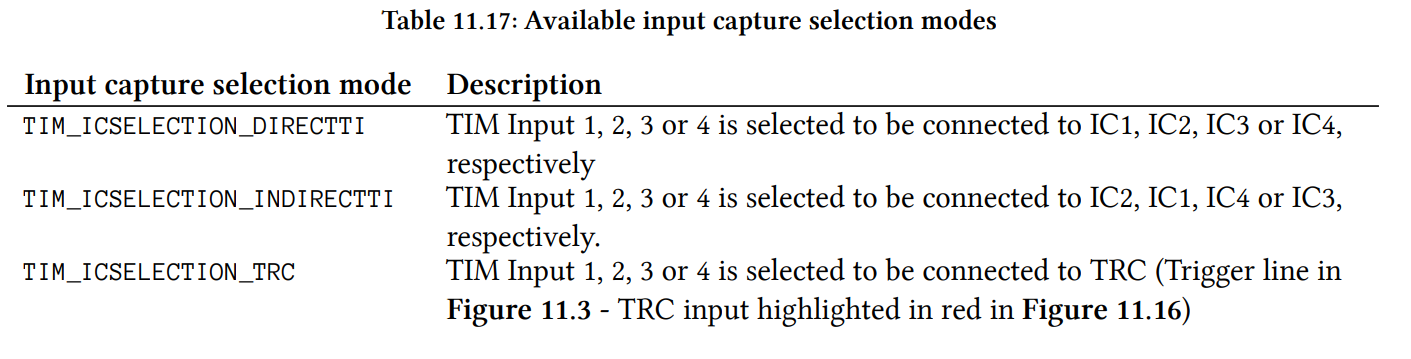 Table 11.17: Available input capture selection modes
Input capture selection mode Description
TIM_ICSELECTION_DIRECTTI TIM Input 1, 2, 3 or 4 is selected to be connected to IC1, IC2, IC3 or IC4,
respectively
TIM_ICSELECTION_INDIRECTTI TIM Input 1, 2, 3 or 4 is selected to be connected to IC2, IC1, IC4 or IC3,
respectively.
TIM_ICSELECTION_TRC TIM Input 1, 2, 3 or 4 is selected to be connected to TRC (Trigger line in
Figure 11.3 - TRC input highlighted in red in Figure 11.16)